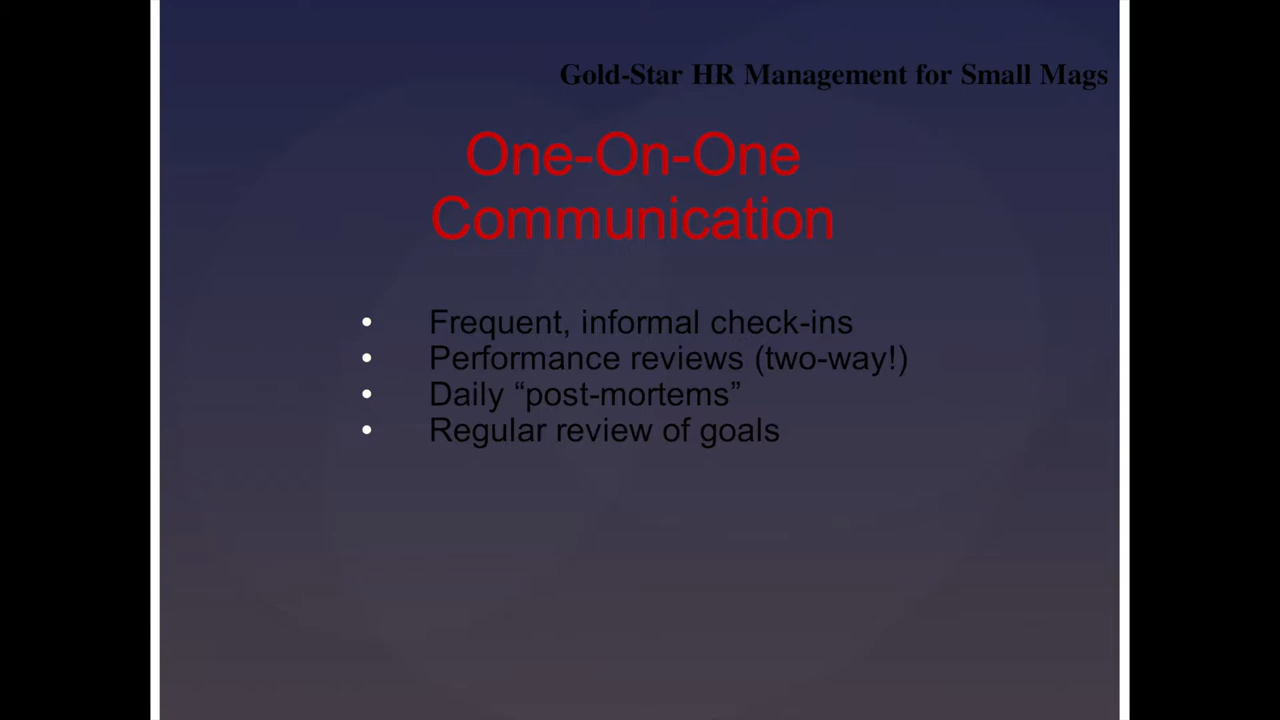 Gold-Star HR Management for Small Mags
One-On-One
Communication
• Frequent, informal check-ins
• Performance reviews (two-way!)
• Daily “post-mortems”
• Regular review of goals